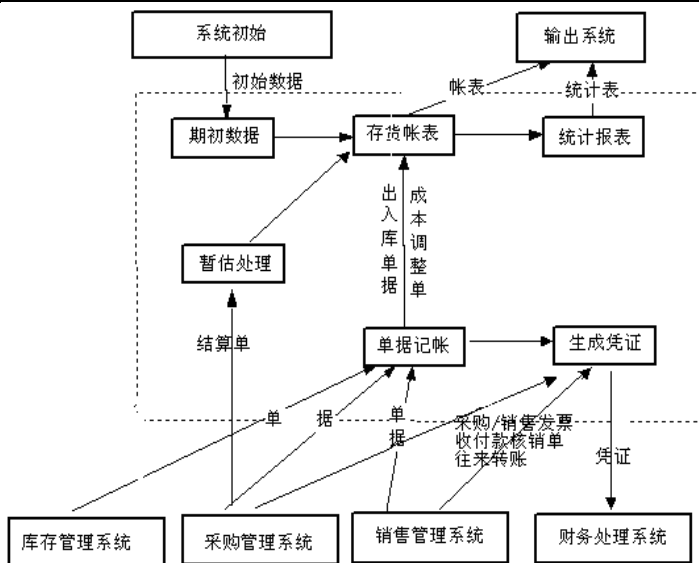 系统初始
输出系统
初始数据
帐表
统计表
期初数据
存货帐表
统计报表
出入库单据
成本调整单
暂估处理
结算单
单据记帐
生成凭证
单 据
单据
采购/销售发票
收付款核销单
往来转账
凭证
库存管理系统
采购管理系统
销售管理系统
财务处理系统